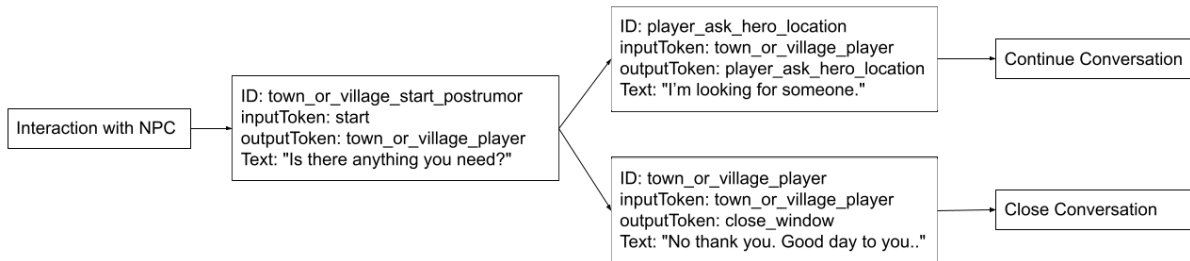 Interaction with NPC
ID: town_or_village_start_postrumor
inputToken: start
outputToken: town_or_village_player
Text: "Is there anything you need?"
ID: player_ask_hero_location
inputToken: town_or_village_player
outputToken: player_ask_hero_location
Text: "I'm looking for someone."
Continue Conversation
ID: town_or_village_player
inputToken: town_or_village_player
outputToken: close_window
Text: "No thank you. Good day to you.."
Close Conversation